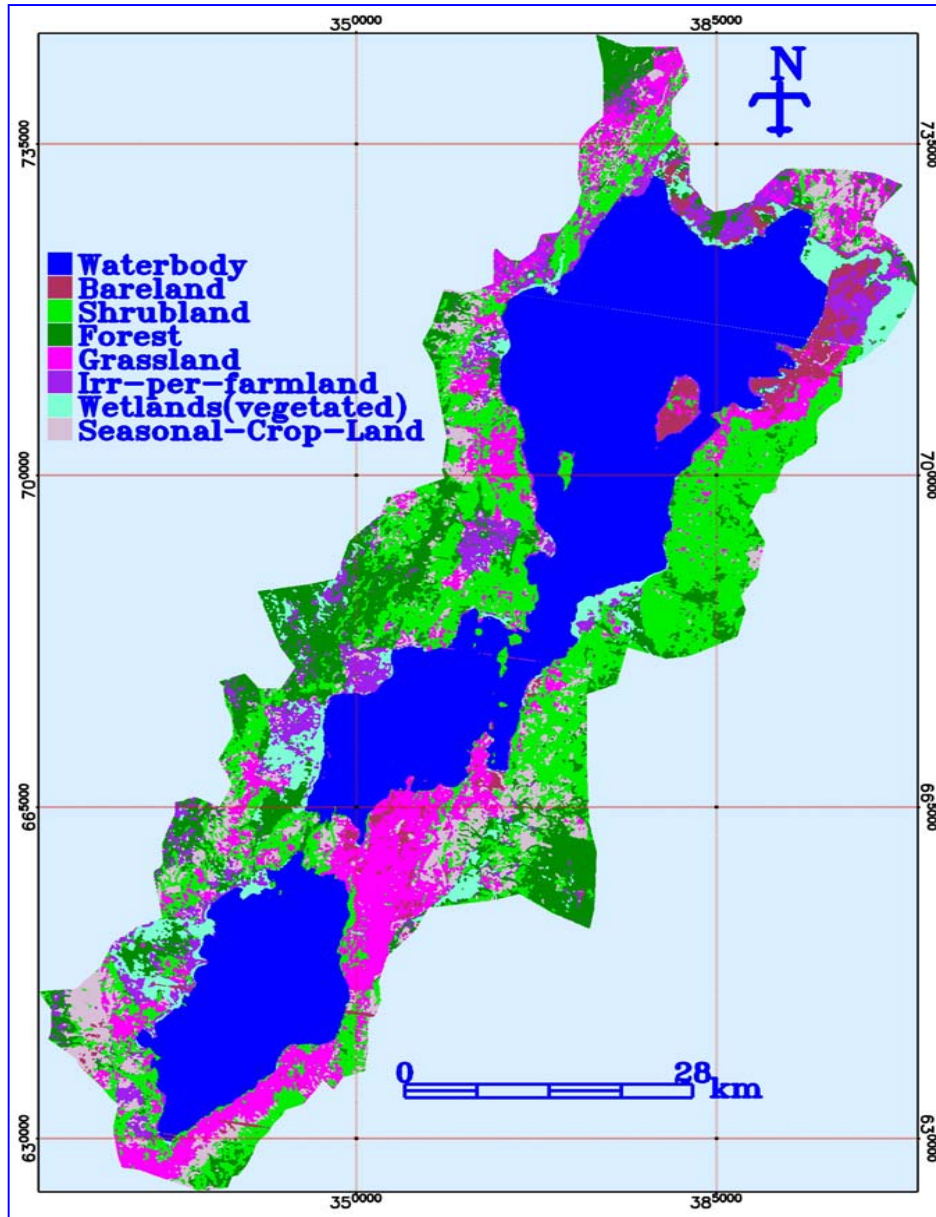 350000 385000
N
735000 735000
Waterbody
Bareland
Shrubland
Forest
Grassland
Irr-per-farmland
Wetlands(vegetated)
Seasonal-Crop-Land
700000 700000
665000 665000
0 28 km
630000 630000
350000 385000